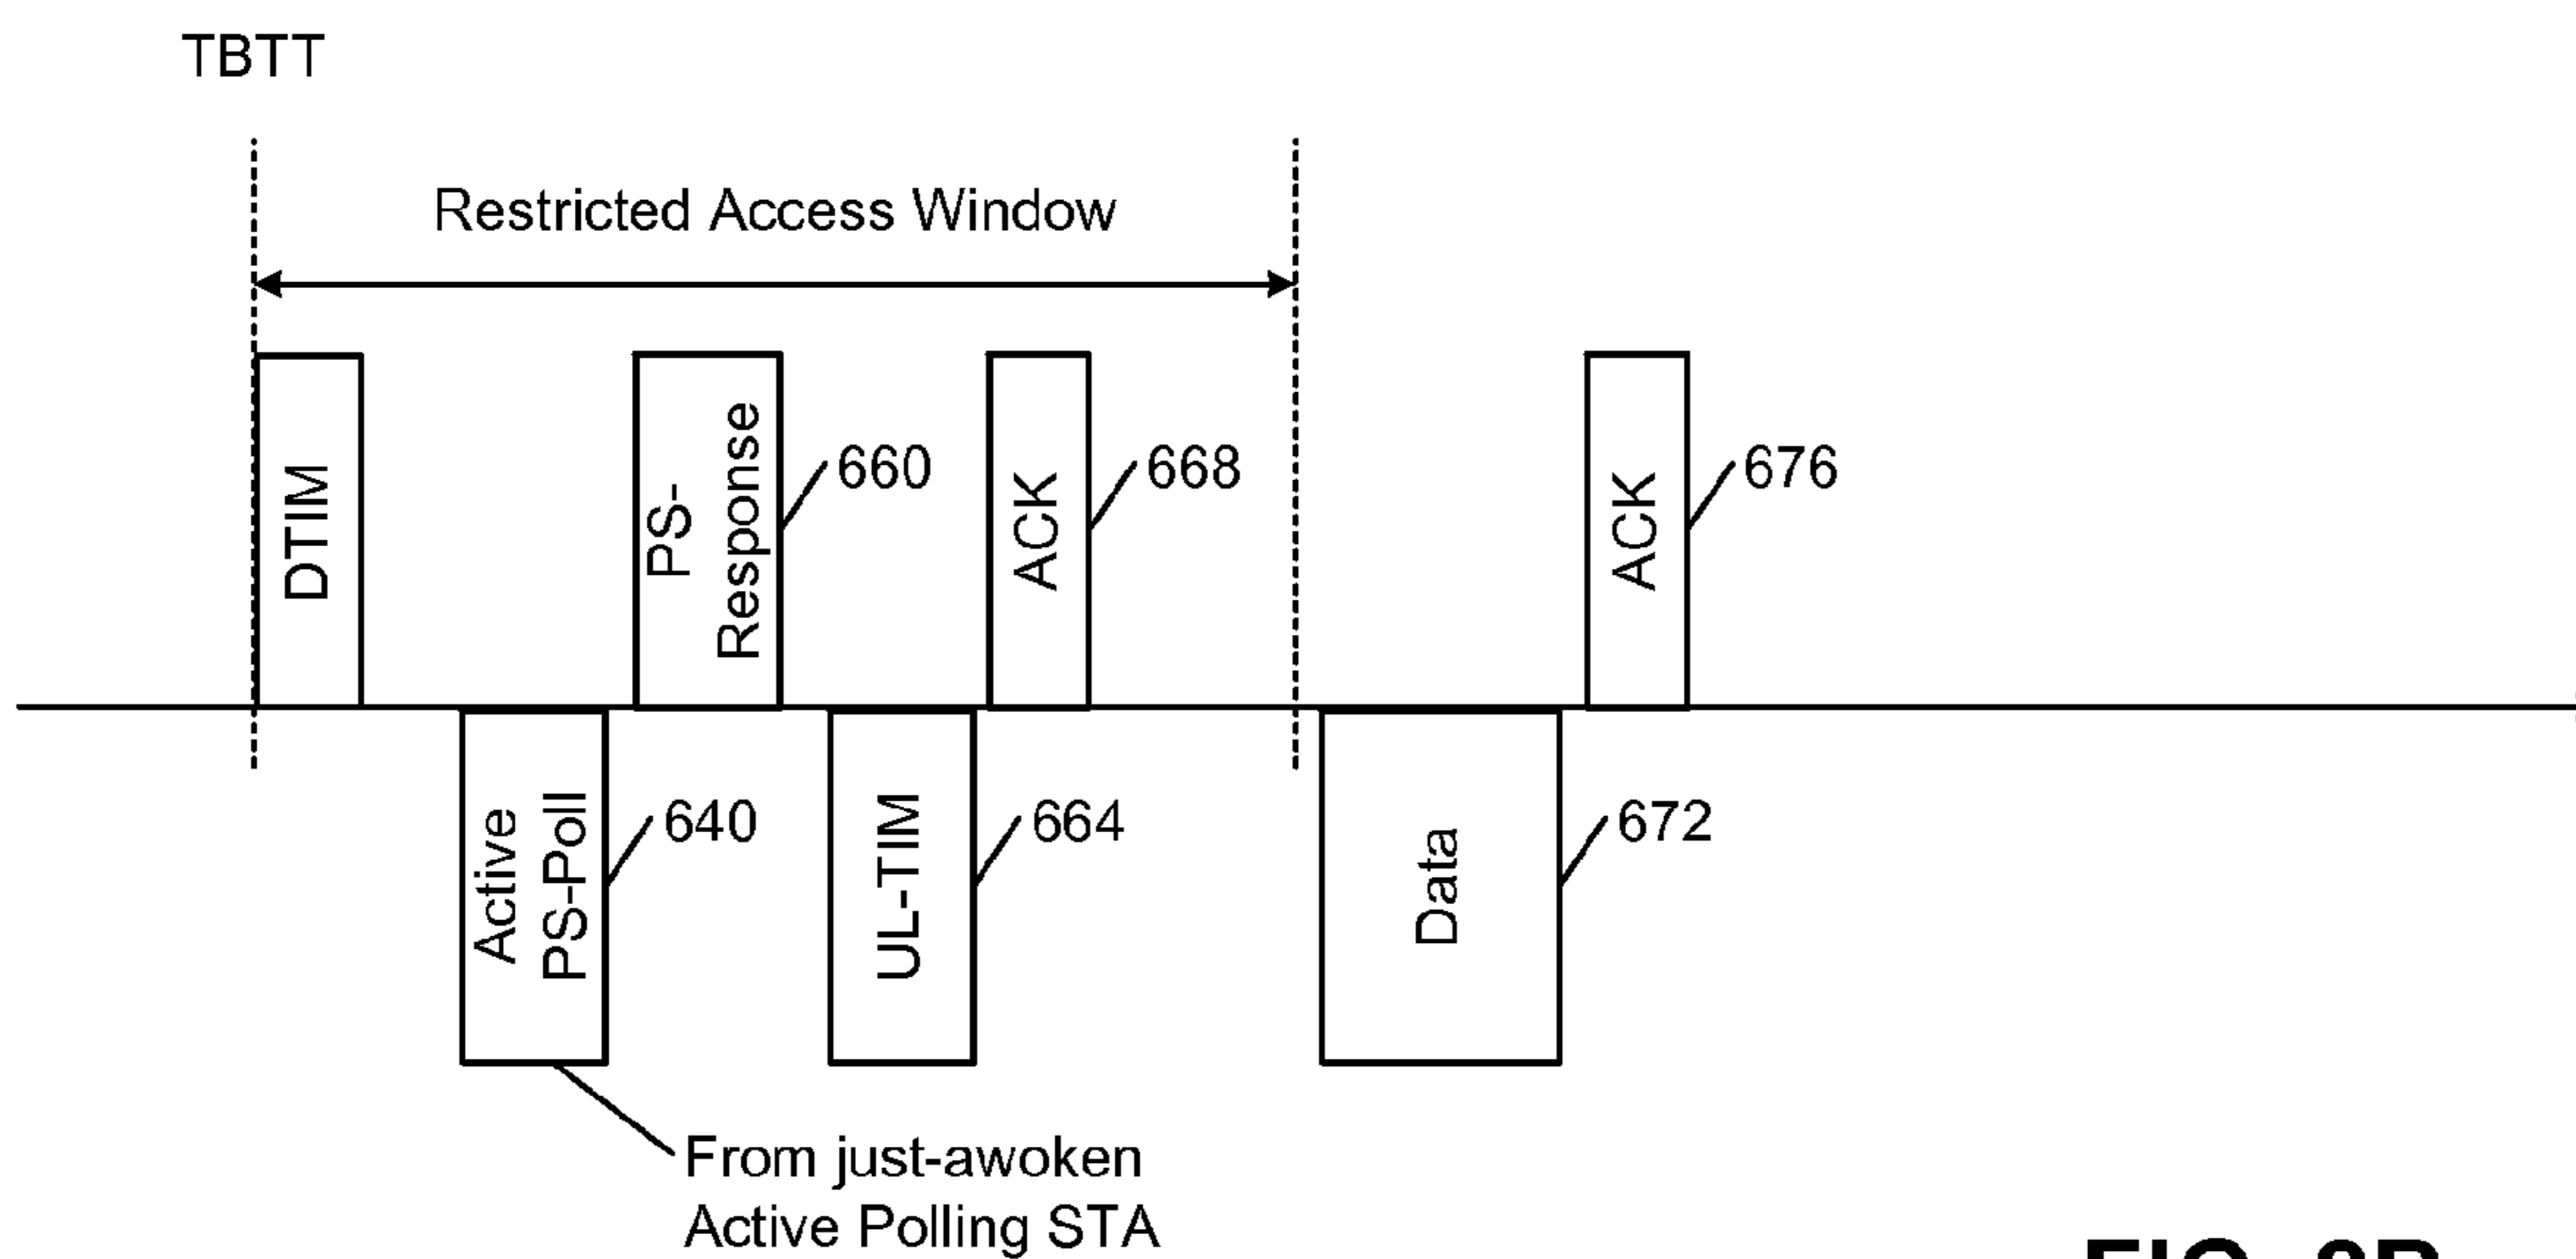 TBTT
Restricted Access Window
DTIM
PS-
Response
660
ACK
668
ACK
676
Active
PS-Poll
640
UL-TIM
664
Data
672
From just-awoken
Active Polling STA